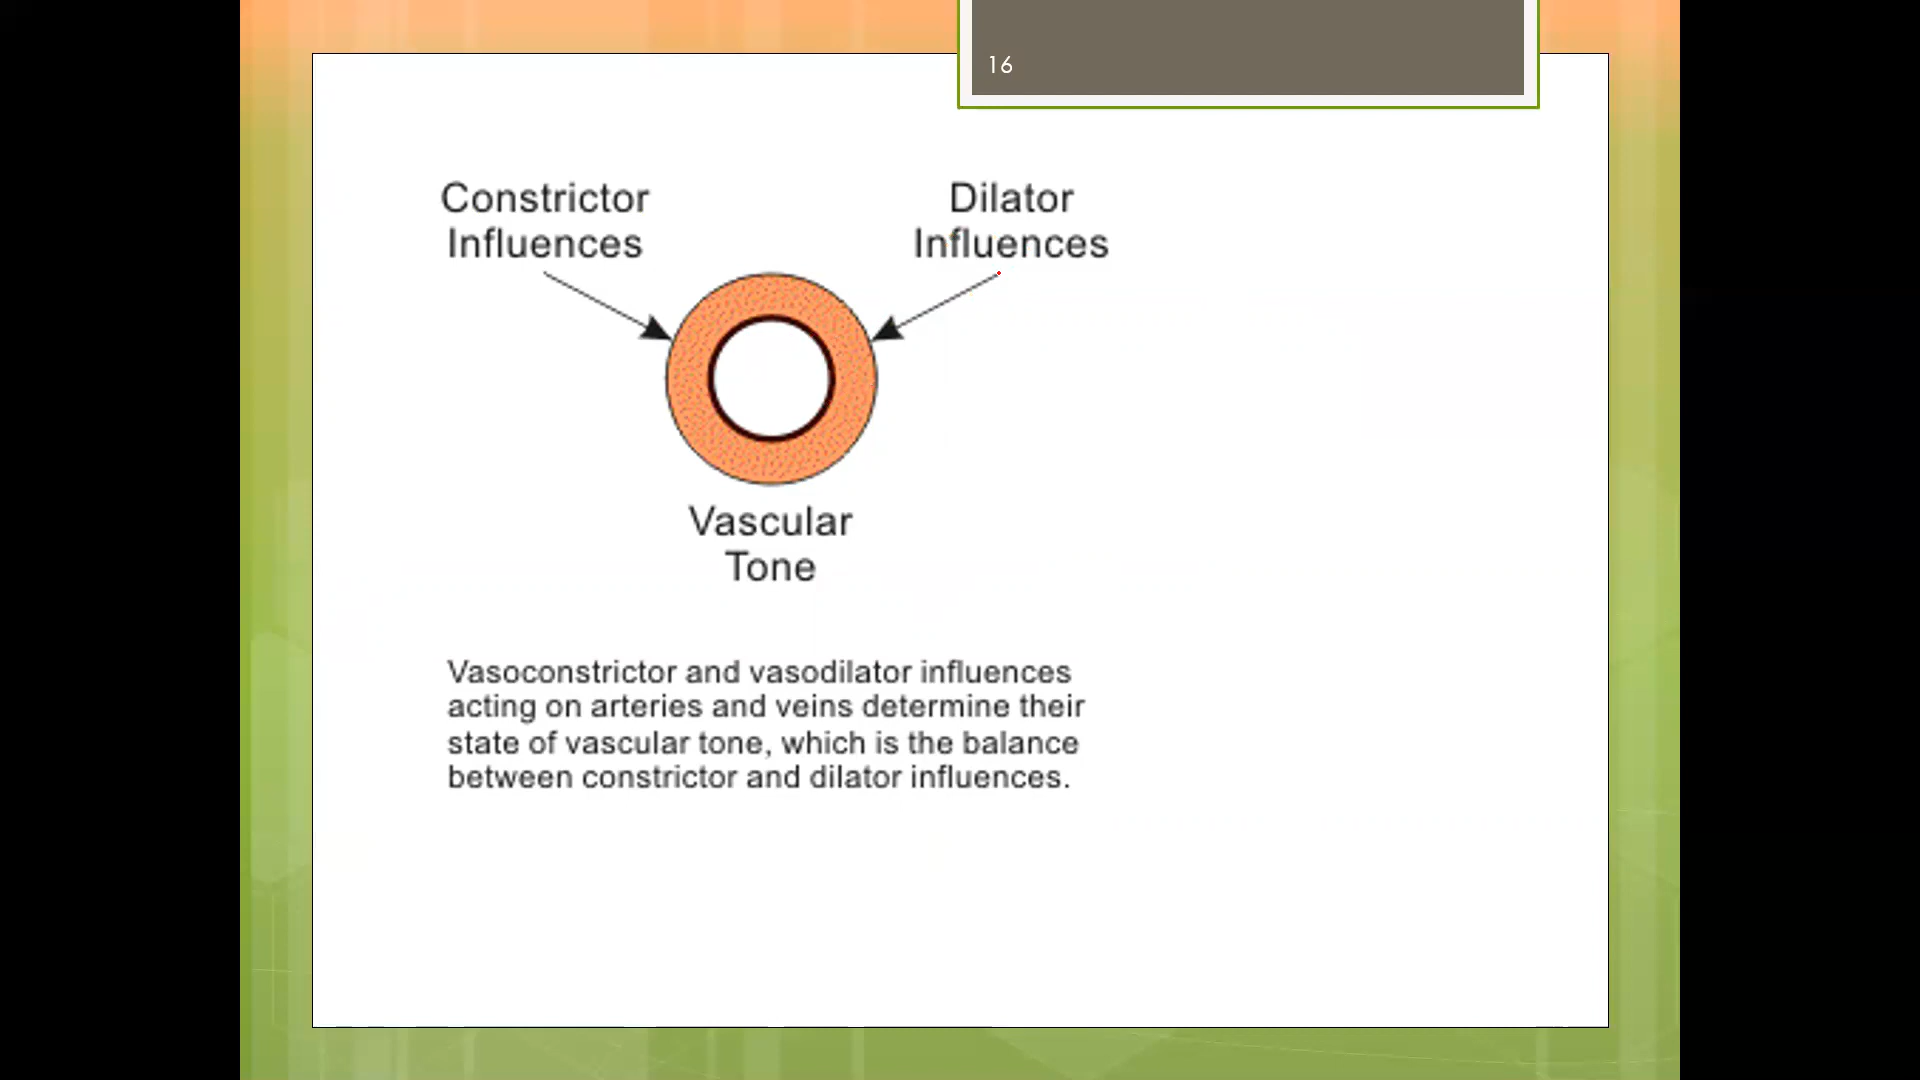 16
Constrictor
Influences
Dilator
Influences
Vascular
Tone
Vasoconstrictor and vasodilator influences
acting on arteries and veins determine their
state of vascular tone, which is the balance
between constrictor and dilator influences.